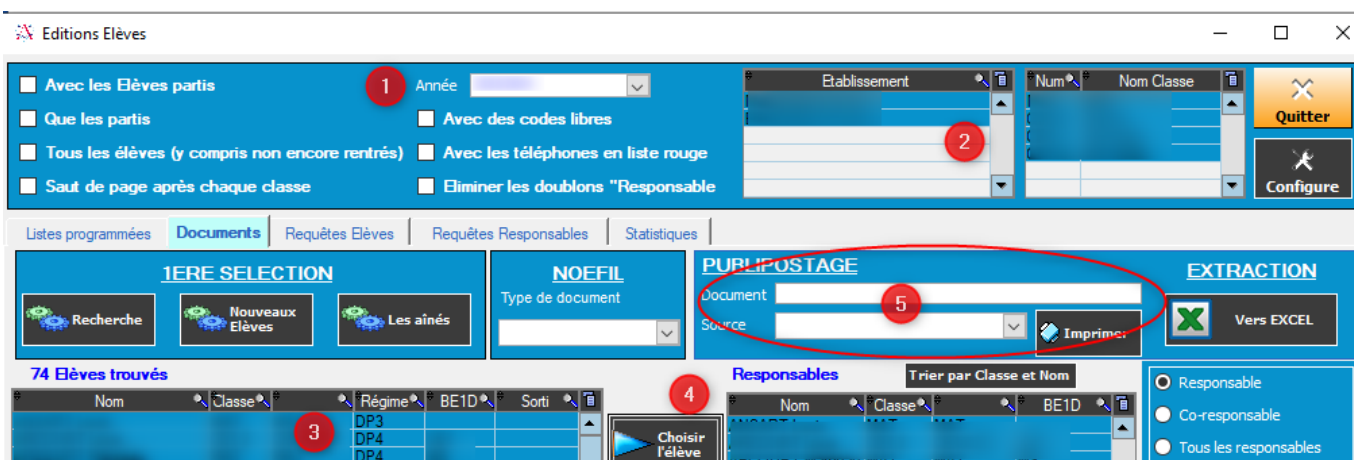 Editions Elèves
Avec les Elèves partis
1
Année
Etablissement
Num
Nom Classe
Quitter
Que les partis
Avec des codes libres
2
Tous les élèves (y compris non encore rentrés)
Avec les téléphones en liste rouge
Saut de page après chaque classe
Eliminer les doublons "Responsable
Configure
Listes programmées
Documents
Requêtes Elèves
Requêtes Responsables
Statistiques
1ERE SELECTION
Recherche
Nouveaux
Elèves
Les aînés
NOEFIL
Type de document
PUBLIPOSTAGE
Document
5
Source
Imprimer
EXTRACTION
Vers EXCEL
74 Elèves trouvés
Nom
Classe
Régime
BE1D
Sorti
3
DP3
DP4
DP4
4
Choisir
l'élève
Responsables
Trier par Classe et Nom
Nom
Classe
BE1D
Responsable
Co-responsable
Tous les responsables